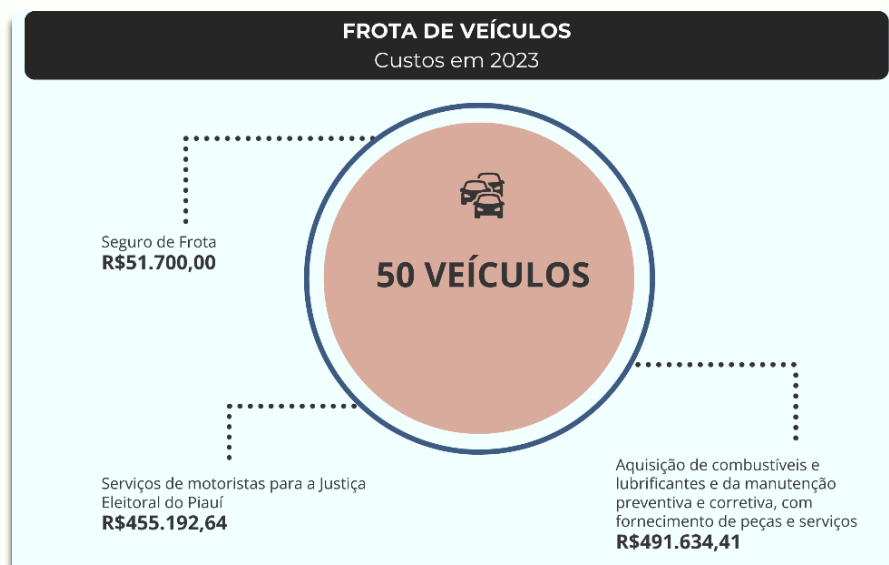 FROTA DE VEÍCULOS
Custos em 2023
50 VEÍCULOS
Seguro de Frota
R$51.700,00
Serviços de motoristas para a Justiça
Eleitoral do Piauí
R$455.192,64
Aquisição de combustíveis e
lubrificantes e da manutenção
preventiva e corretiva, com
fornecimento de peças e serviços
R$491.634,41